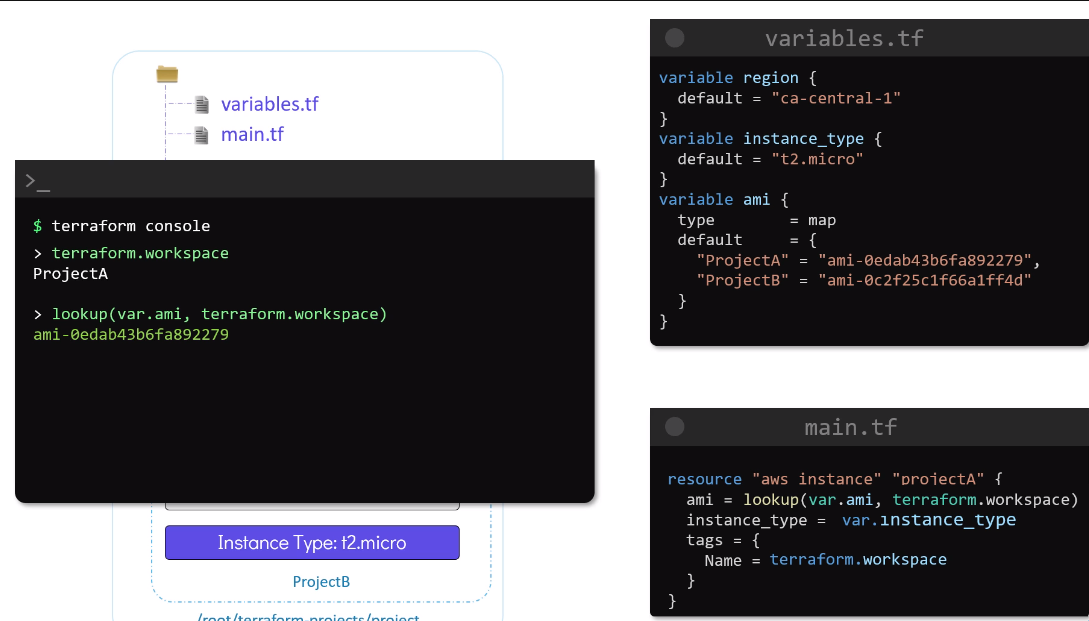 variables.tf
main.tf
>_
$ terraform console
> terraform.workspace
ProjectA
> lookup(var.ami, terraform.workspace)
ami-0edab43b6fa892279
Instance Type: t2.micro
ProjectB
/root/terraform-projects/project
variables.tf
variable region {
default = "ca-central-1"
}
variable instance_type {
default = "t2.micro"
}
variable ami {
type = map
default = {
"ProjectA" = "ami-0edab43b6fa892279",
"ProjectB" = "ami-0c2f25c1f66a1ff4d"
}
}
main.tf
resource "aws_instance" "projectA" {
ami = lookup(var.ami, terraform.workspace)
instance_type = var.instance_type
tags = {
Name = terraform.workspace
}
}